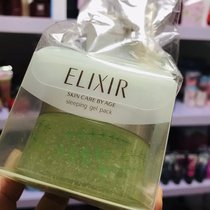 ELIXIR
SKIN CARE BY AGE
sleeping gel pack